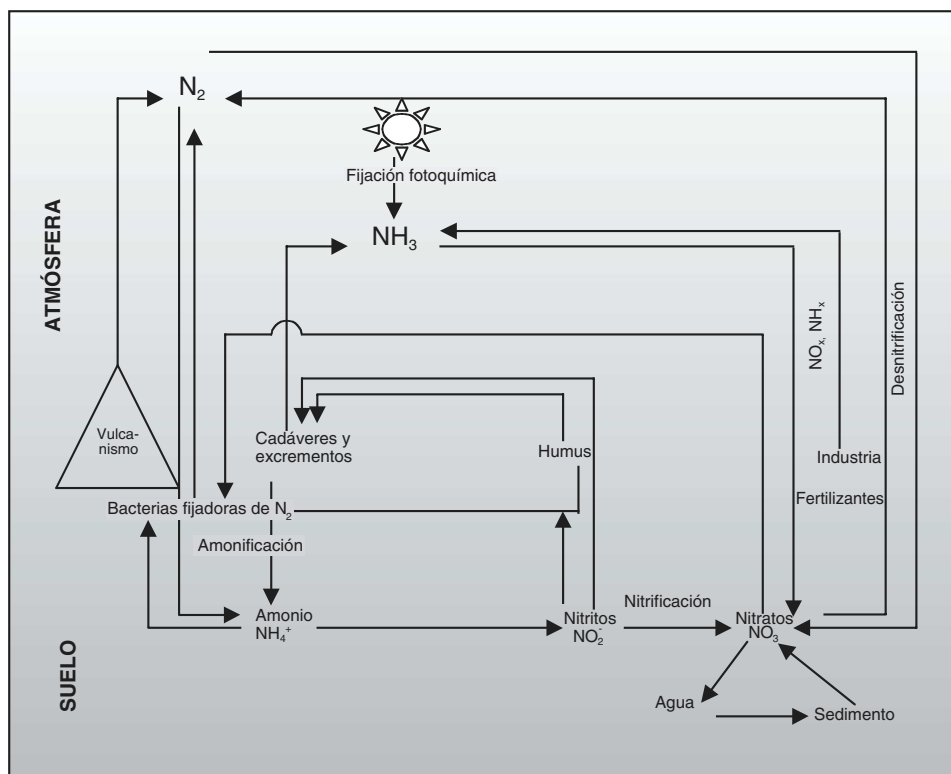 N₂
Fijación fotoquímica
NH₃
ATMÓSFERA
NOₓ, NHₓ
Desnitrificación
Vulca-
nismo
Cadáveres y
excrementos
Humus
Industria
Fertilizantes
Bacterias fijadoras de N₂
Amonificación
Amonio
NH₄⁺
Nitritos
NO₂⁻
Nitrificación
Nitratos
NO₃⁻
SUELO
Agua
Sedimento